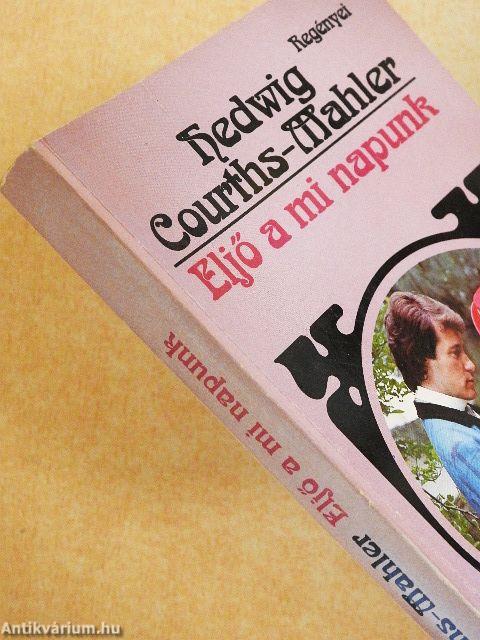 Regényei
Hedwig
Courths-Mahler
Eljő a mi napunk
Eljő a mi napunk
hs-Mahler
Antikvárium.hu